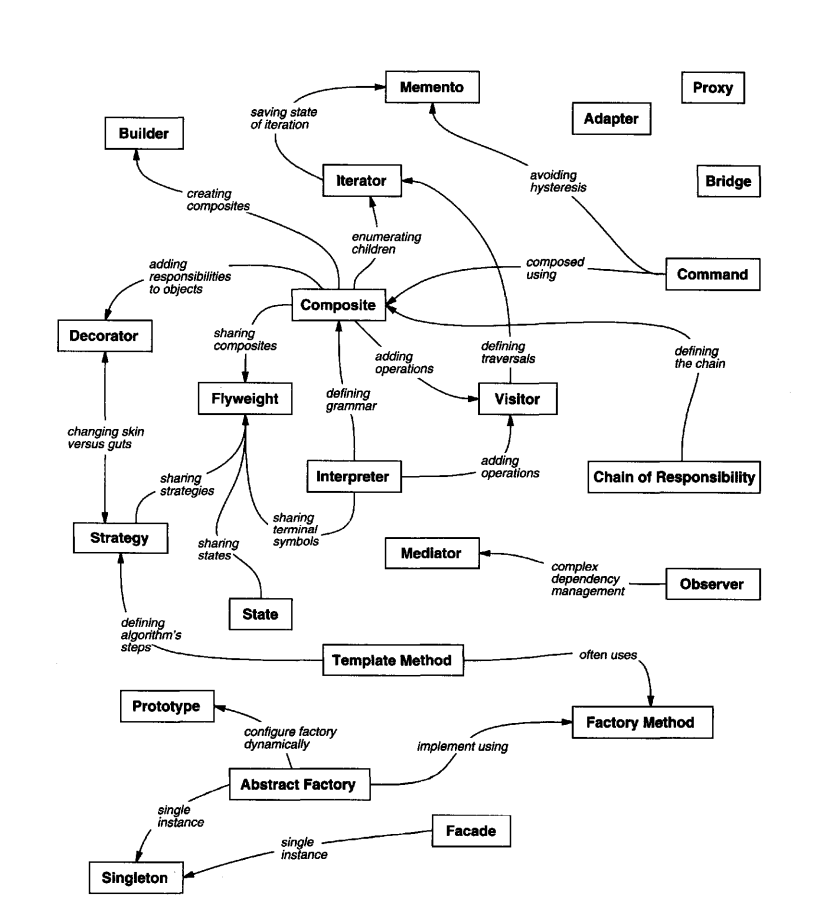 Memento
Proxy
Adapter
saving state
of iteration
Builder
avoiding
hysteresis
Iterator
Bridge
creating
composites
enumerating
children
adding
responsibilities
to objects
composed
using
Command
Composite
Decorator
sharing
composites
adding
operations
defining
traversals
defining
the chain
Flyweight
defining
grammar
Visitor
changing skin
versus guts
sharing
strategies
Interpreter
adding
operations
Chain of Responsibility
sharing
terminal
symbols
Strategy
sharing
states
Mediator
complex
dependency
management
Observer
State
defining
algorithm's
steps
Template Method
often uses
Prototype
configure factory
dynamically
implement using
Factory Method
Abstract Factory
single
instance
Facade
single
instance
Singleton